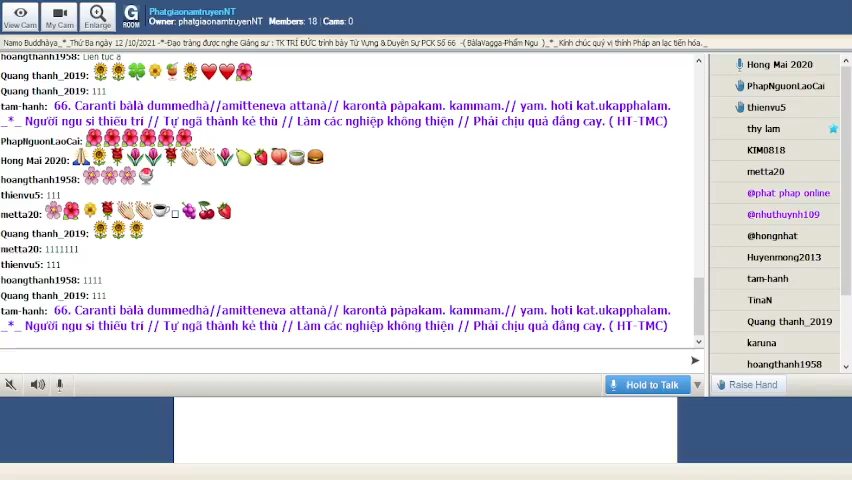 View Cam
My Cam
Enlarge
G
ROOM
PhatgiaonamtruyenNT
Owner: phatgiaonamtruyenNT Members: 18 | Cams: 0
Namo Buddhàya _*_Thứ Ba ngày 12 /10/2021 -*-Đạo tràng được nghe Giảng sư : TK TRÍ ĐỨC trình bày Từ Vựng & Duyên Sự PCK Số 66 -( BàlaVagga-Phẩm Ngu )_*_ Kính chúc quý vị thính Pháp an lạc tiến hóa._
hoangthanh1958: Lien tuc a
Quang thanh_2019:
Quang thanh_2019: 111
tam-hanh: 66. Caranti bàlà dummedhà//amitteneva attanà// karontà pàpakam. kammam.// yam. hoti kat.ukapphalam.
_*_ Người ngu si thiếu trí // Tự ngã thành kẻ thù // Làm các nghiệp không thiện // Phải chịu quả đắng cay. ( HT-TMC)
PhapNguonLaoCai:
Hong Mai 2020:
hoangthanh1958:
thienvu5: 111
metta20:
Quang thanh_2019:
metta20: 1111111
thienvu5: 111
hoangthanh1958: 1111
Quang thanh_2019: 111
tam-hanh: 66. Caranti bàlà dummedhà//amitteneva attanà// karontà pàpakam. kammam.// yam. hoti kat.ukapphalam.
_*_ Người ngu si thiếu trí // Tự ngã thành kẻ thù // Làm các nghiệp không thiện // Phải chịu quả đắng cay. ( HT-TMC)
Hold to Talk
Hong Mai 2020
PhapNguonLaoCai
thienvu5
thy lam
KIM0818
metta20
@phat phap online
@nhuthuynh109
@hongnhat
Huyenmong2013
tam-hanh
TinaN
Quang thanh_2019
karuna
hoangthanh1958
Raise Hand